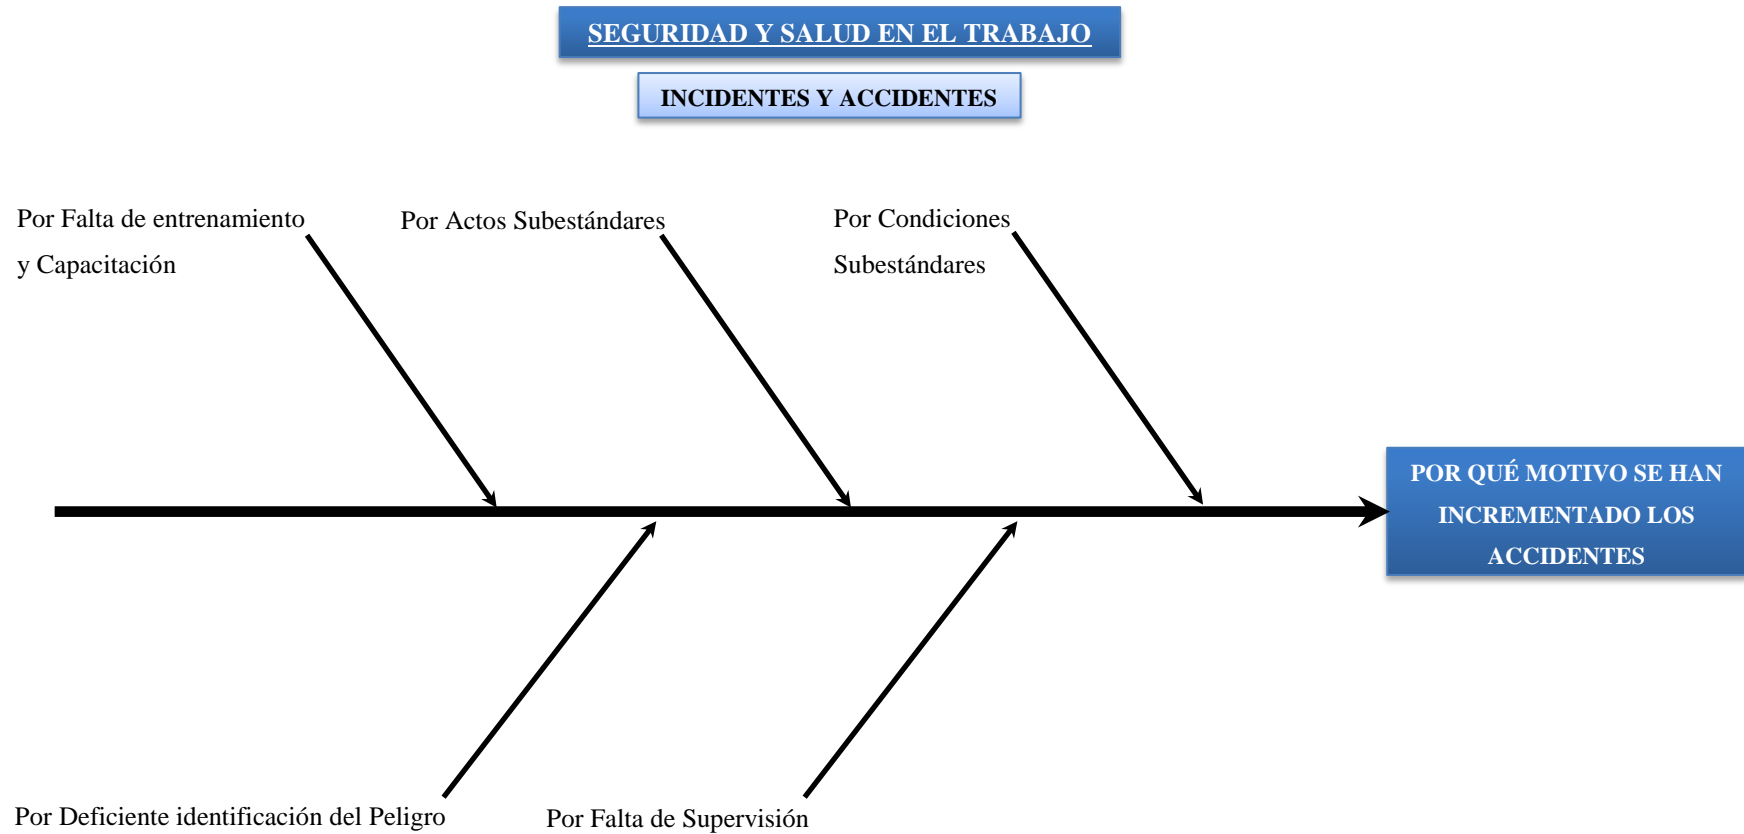 SEGURIDAD Y SALUD EN EL TRABAJO
INCIDENTES Y ACCIDENTES
Por Falta de entrenamiento
y Capacitación
Por Actos Subestándares
Por Condiciones
Subestándares
POR QUÉ MOTIVO SE HAN
INCREMENTADO LOS
ACCIDENTES
Por Deficiente identificación del Peligro
Por Falta de Supervisión